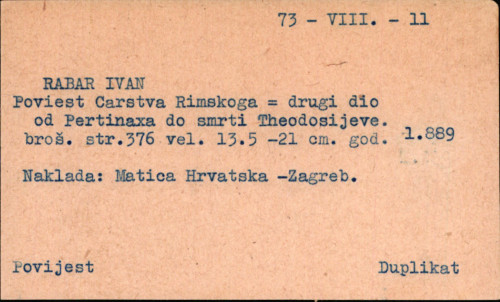 73 - VIII. - 11
RABAR IVAN
Poviest Carstva Rimskoga = drugi dio
od Pertinaxa do smrti Theodosijeve.
broš. str.376 vel. 13.5 -21 cm. god. 1.889
Naklada: Matica Hrvatska -Zagreb.
Povijest Duplikat